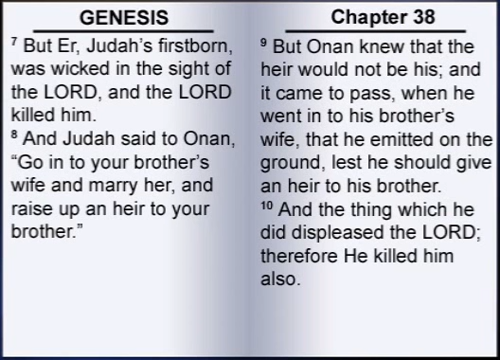 GENESIS
⁷ But Er, Judah’s firstborn,
was wicked in the sight of
the LORD, and the LORD
killed him.
⁸ And Judah said to Onan,
“Go in to your brother’s
wife and marry her, and
raise up an heir to your
brother.”
Chapter 38
⁹ But Onan knew that the
heir would not be his; and
it came to pass, when he
went in to his brother’s
wife, that he emitted on the
ground, lest he should give
an heir to his brother.
¹⁰ And the thing which he
did displeased the LORD;
therefore He killed him
also.